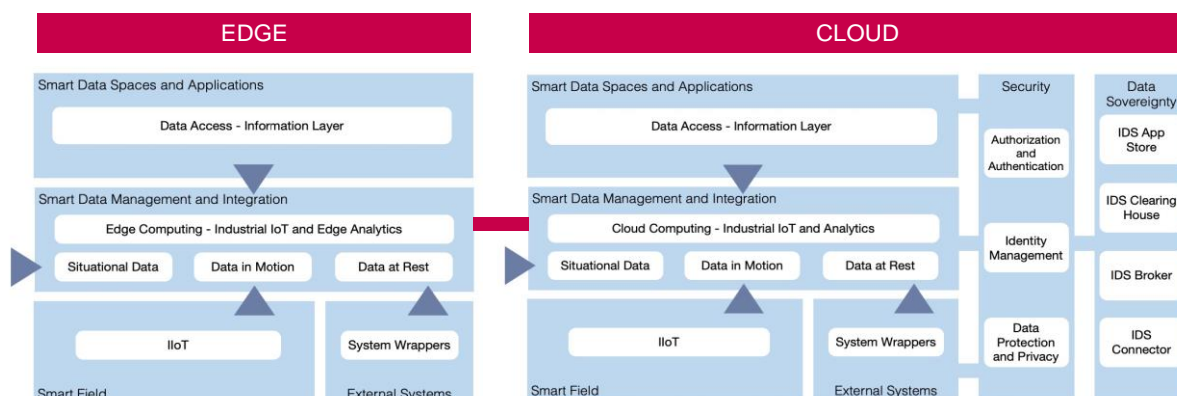 EDGE
Smart Data Spaces and Applications
Data Access - Information Layer
Smart Data Management and Integration
Edge Computing - Industrial IoT and Edge Analytics
Situational Data
Data in Motion
Data at Rest
IIoT
System Wrappers
Smart Field
External Systems
CLOUD
Smart Data Spaces and Applications
Data Access - Information Layer
Smart Data Management and Integration
Cloud Computing - Industrial IoT and Analytics
Situational Data
Data in Motion
Data at Rest
IIoT
System Wrappers
Smart Field
External Systems
Security
Authorization
and
Authentication
Identity
Management
Data
Protection
and Privacy
Data
Sovereignty
IDS App
Store
IDS Clearing
House
IDS Broker
IDS
Connector